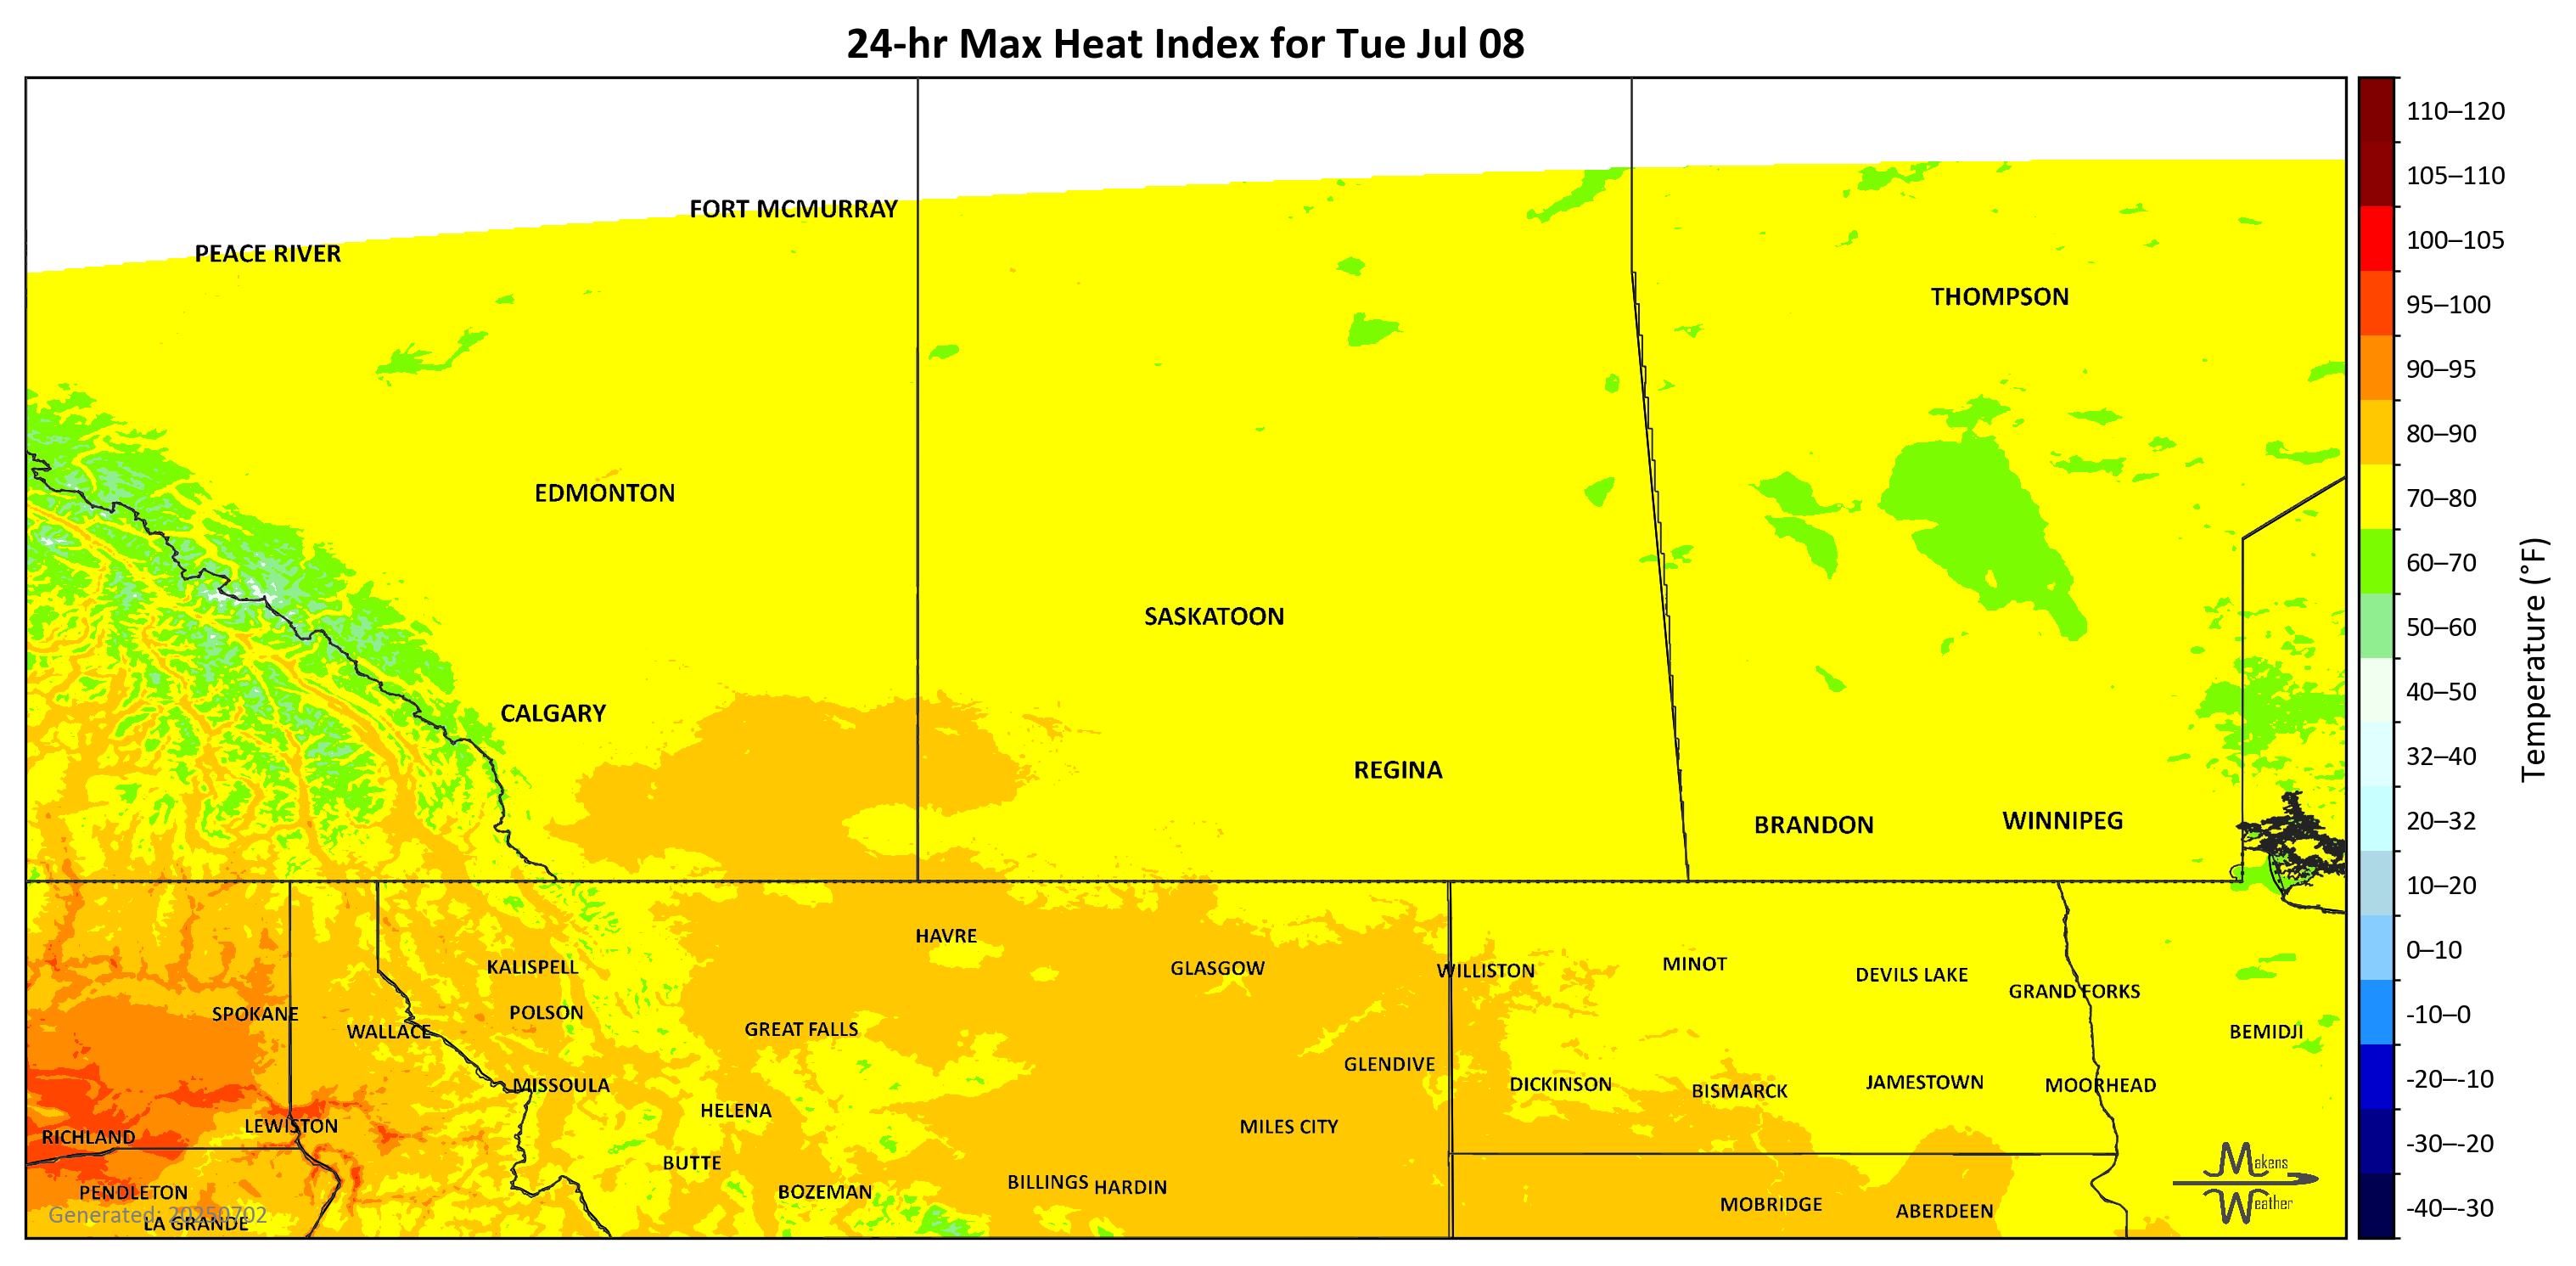 24-hr Max Heat Index for Tue Jul 08
FORT MCMURRAY
PEACE RIVER
THOMPSON
EDMONTON
SASKATOON
CALGARY
REGINA
BRANDON
WINNIPEG
HAVRE
KALISPELL
GLASGOW
WILLISTON
MINOT
DEVILS LAKE
GRAND FORKS
SPOKANE
POLSON
WALLACE
GREAT FALLS
BEMIDJI
GLENDIVE
MISSOULA
DICKINSON
BISMARCK
JAMESTOWN
MOORHEAD
HELENA
LEWISTON
MILES CITY
RICHLAND
BUTTE
BILLINGS
HARDIN
PENDLETON
BOZEMAN
MOBRIDGE
ABERDEEN
Generated: 20250702
LA GRANDE
Makens
Weather
110–120
105–110
100–105
95–100
90–95
80–90
70–80
60–70
50–60
40–50
32–40
20–32
10–20
0–10
-10–0
-20–-10
-30–-20
-40–-30
Temperature (°F)